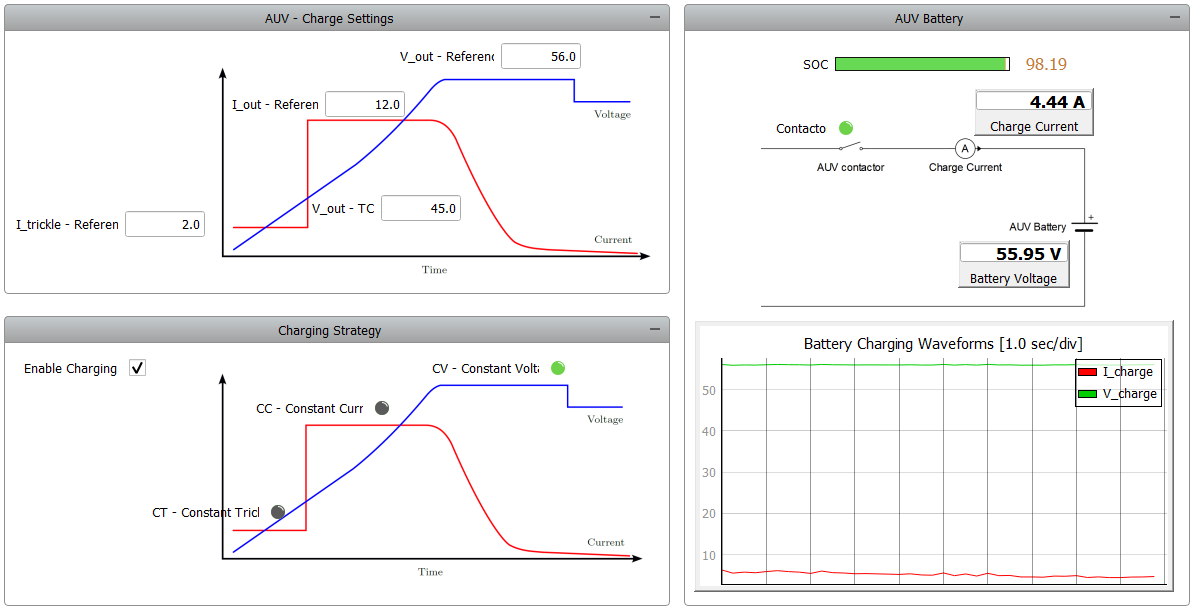 AUV - Charge Settings
V_out - Referenc 56.0
I_out - Referen 12.0
Voltage
V_out - TC 45.0
I_trickle - Referen 2.0
Current
Time
Charging Strategy
Enable Charging
CV - Constant Volta
CC - Constant Curr
Voltage
CT - Constant Tricl
Current
Time
AUV Battery
SOC 98.19
4.44 A
Charge Current
Contacto
A
AUV contactor
Charge Current
+
AUV Battery
55.95 V
Battery Voltage
Battery Charging Waveforms [1.0 sec/div]
I_charge
V_charge
50
40
30
20
10